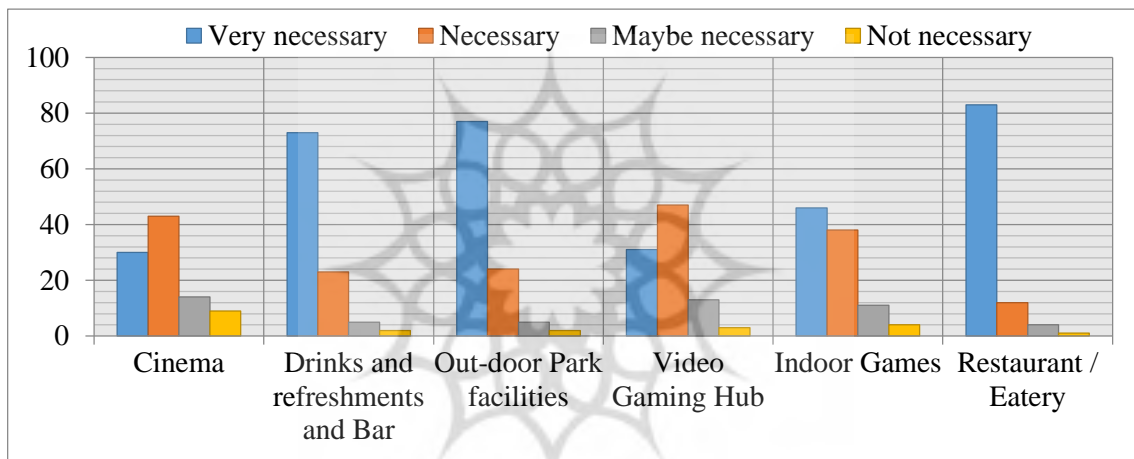 Very necessary Necessary Maybe necessary Not necessary
100
80
60
40
20
0
Cinema
Drinks and
refreshments
and Bar
Out-door Park
facilities
Video
Gaming Hub
Indoor Games
Restaurant /
Eatery